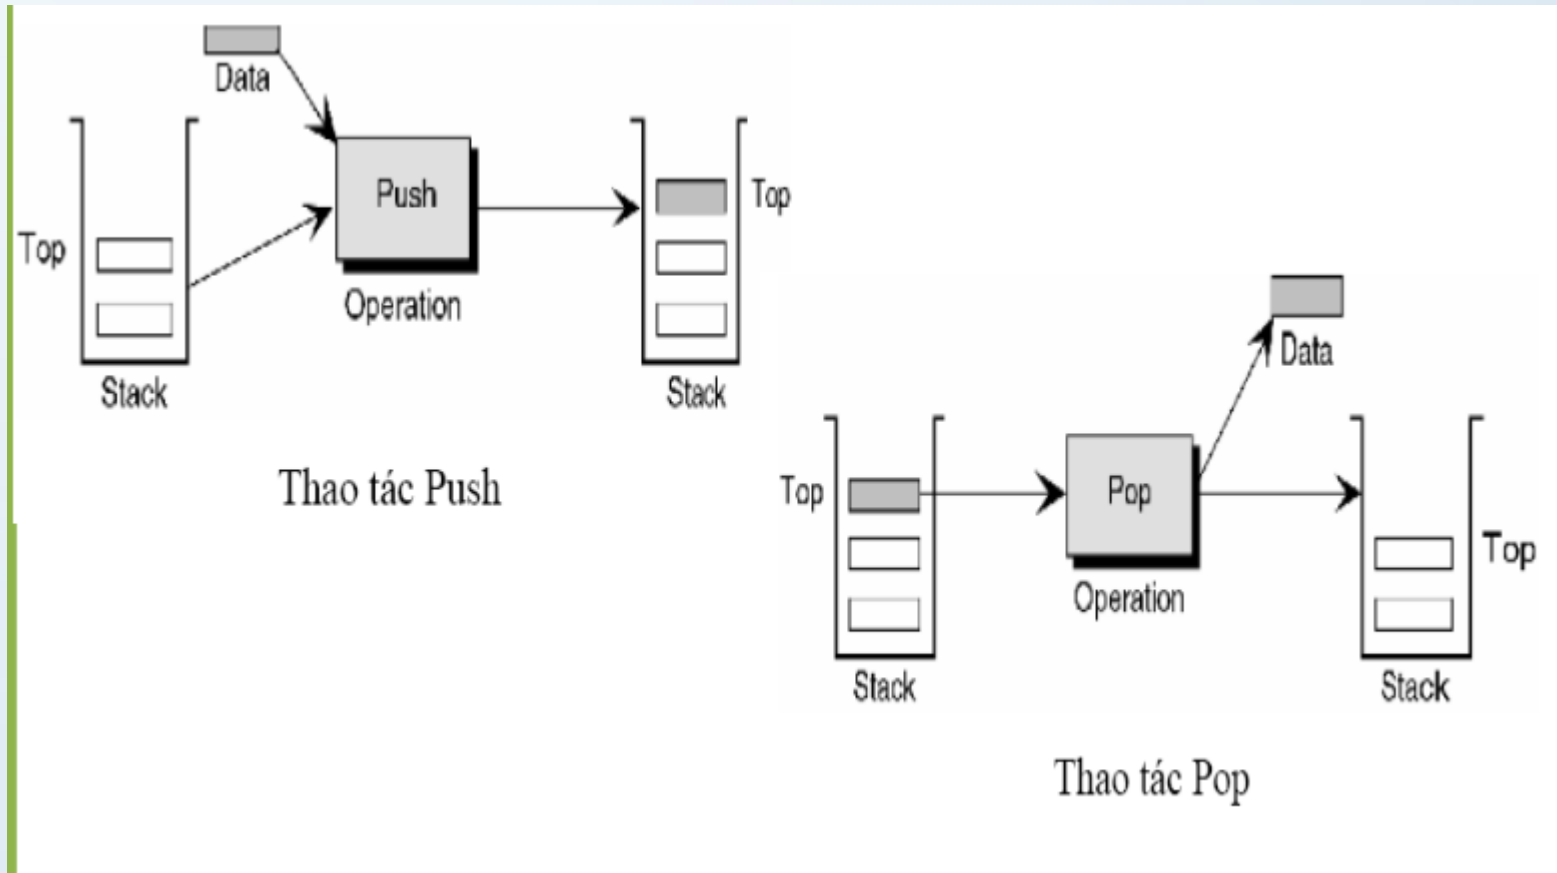 Data
Push
Top
Top
Operation
Stack
Stack
Thao tác Push
Data
Top
Pop
Top
Operation
Stack
Stack
Thao tác Pop